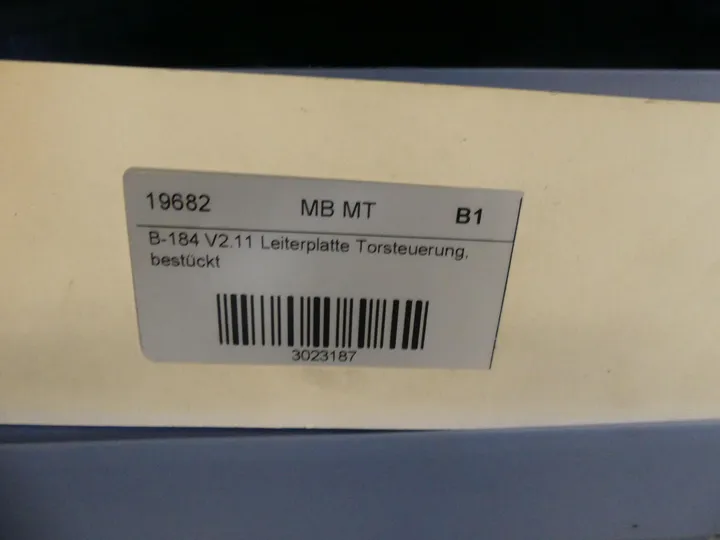 19682 MB MT B1
B-184 V2.11 Leiterplatte Torsteuerung,
bestückt
3023187